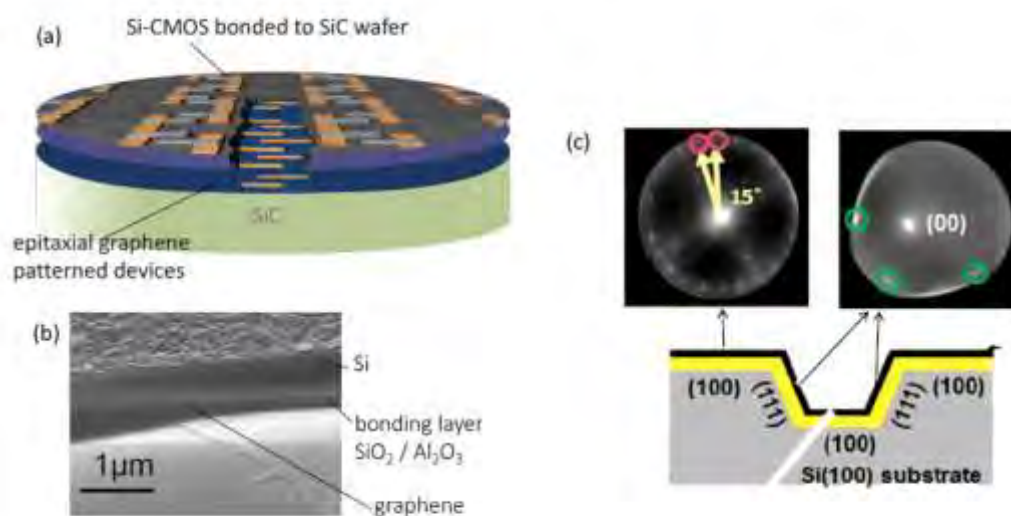 (a)
Si-CMOS bonded to SiC wafer
SiC
epitaxial graphene
patterned devices
(b)
Si
bonding layer
SiO₂ / Al₂O₃
graphene
1μm
(c)
15°
(00)
(100)
(111)
(100)
(111)
(100)
Si(100) substrate